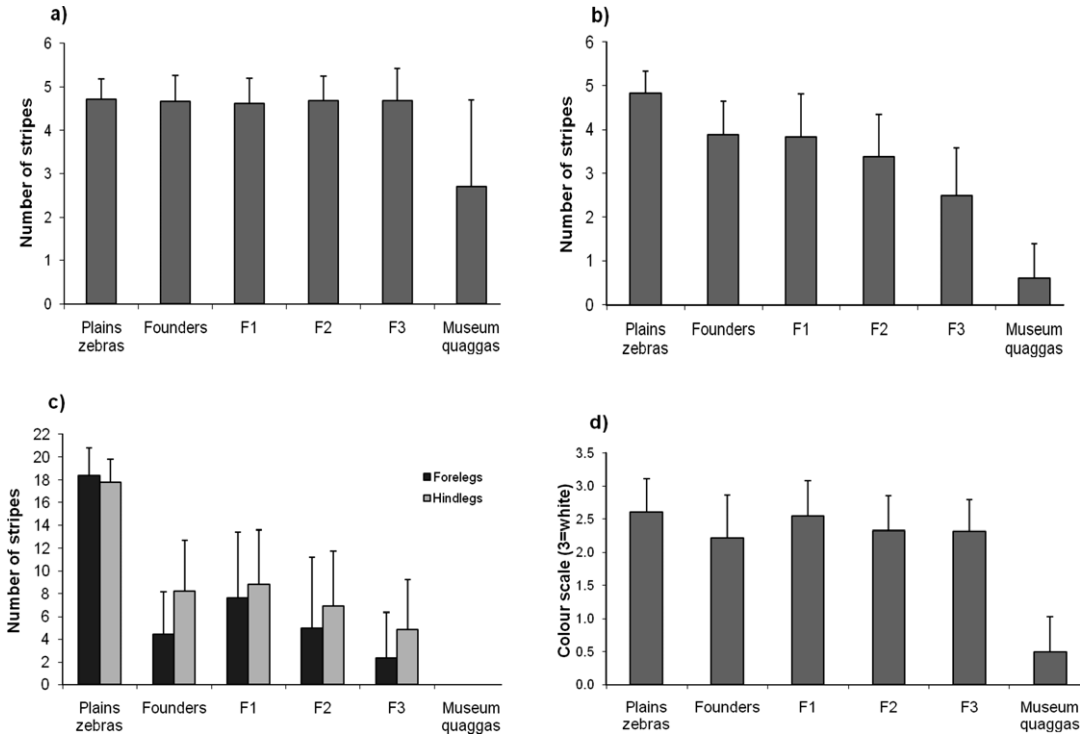 a)
Number of stripes
6
5
4
3
2
1
0
Plains zebras
Founders
F1
F2
F3
Museum quaggas
b)
Number of stripes
6
5
4
3
2
1
0
Plains zebras
Founders
F1
F2
F3
Museum quaggas
c)
Number of stripes
22
20
18
16
14
12
10
8
6
4
2
0
Forelegs
Hindlegs
Plains zebras
Founders
F1
F2
F3
Museum quaggas
d)
Colour scale (3=white)
3.5
3.0
2.5
2.0
1.5
1.0
0.5
0.0
Plains zebras
Founders
F1
F2
F3
Museum quaggas